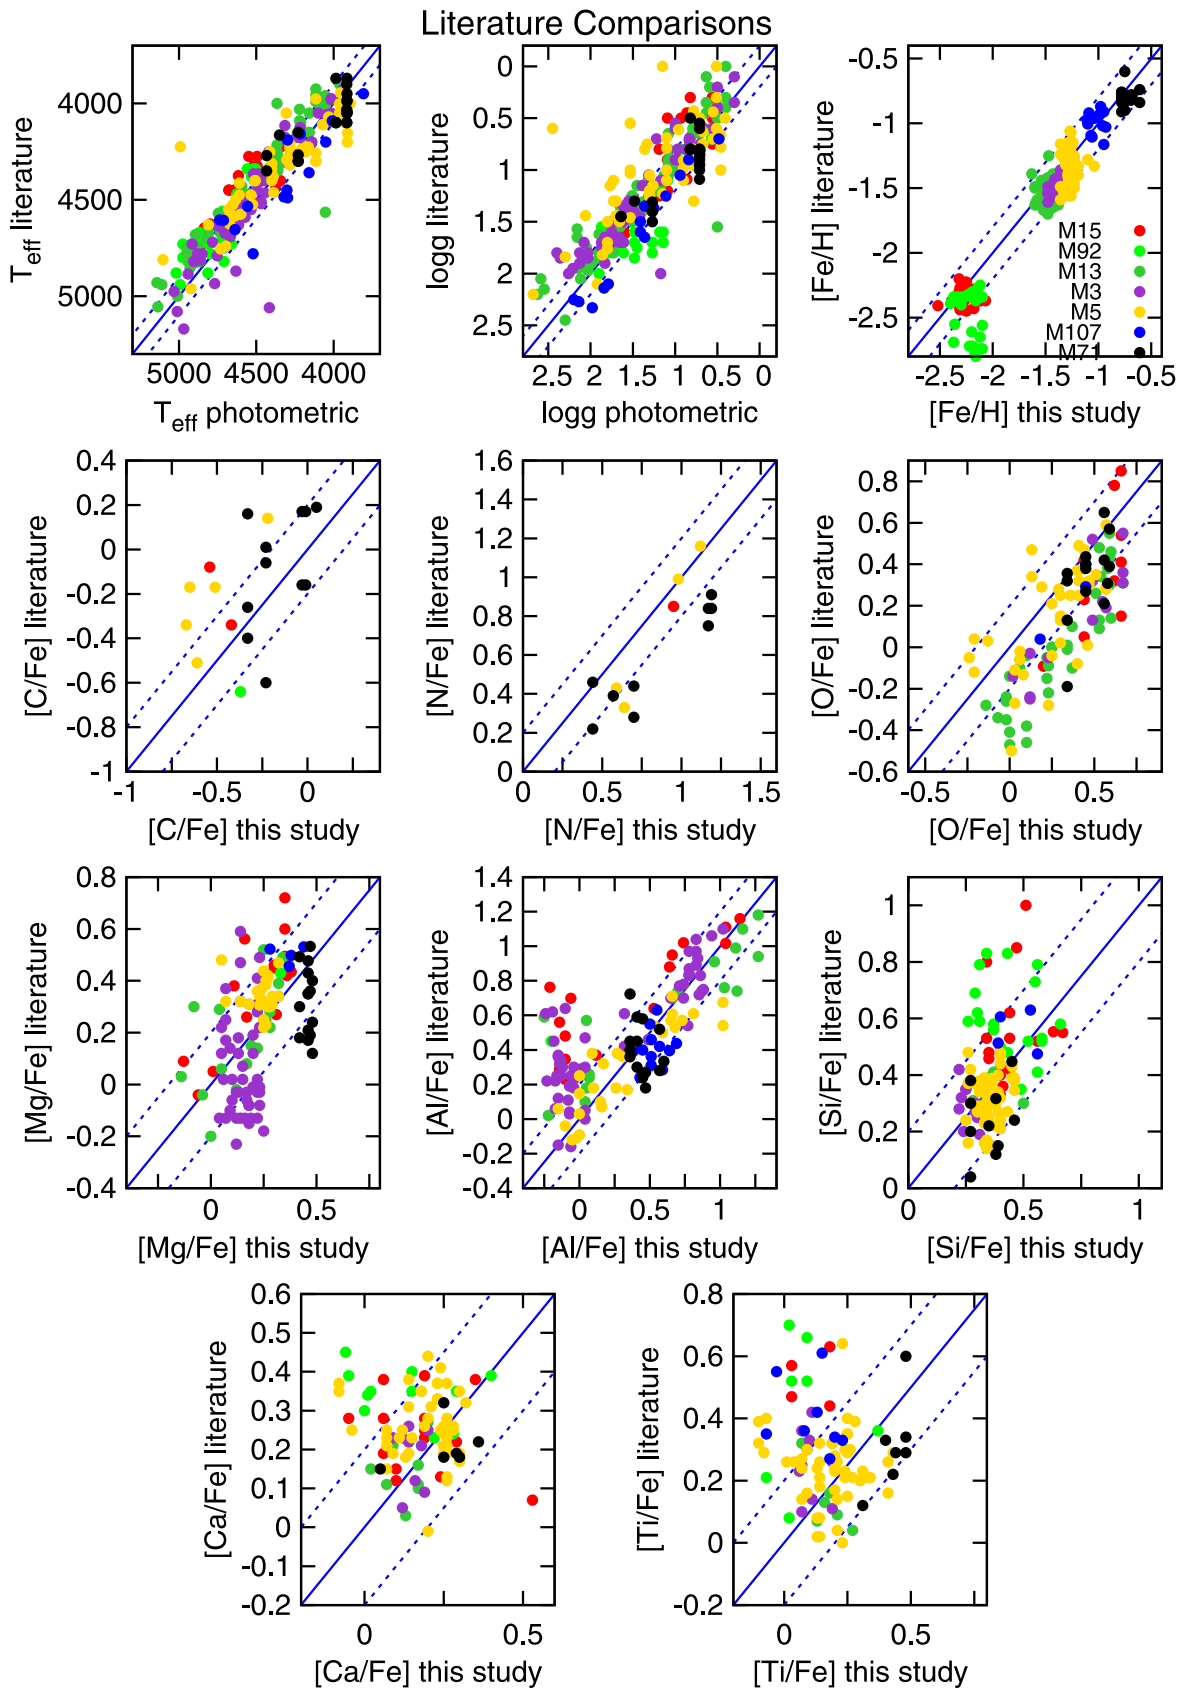 Literature Comparisons
4000
4500
5000
T_eff literature
5000 4500 4000
T_eff photometric
0
0.5
1
1.5
2
2.5
logg literature
2.5 2 1.5 1 0.5 0
logg photometric
-0.5
-1
-1.5
-2
-2.5
[Fe/H] literature
M15
M92
M13
M3
M5
M107
M71
-2.5 -2 -1.5 -1 -0.5
[Fe/H] this study
0.4
0.2
0
-0.2
-0.4
-0.6
-0.8
-1
[C/Fe] literature
-1 -0.5 0
[C/Fe] this study
1.6
1.4
1.2
1
0.8
0.6
0.4
0.2
0
[N/Fe] literature
0 0.5 1 1.5
[N/Fe] this study
0.8
0.6
0.4
0.2
0
-0.2
-0.4
-0.6
[O/Fe] literature
-0.5 0 0.5
[O/Fe] this study
0.8
0.6
0.4
0.2
0
-0.2
-0.4
[Mg/Fe] literature
0 0.5
[Mg/Fe] this study
1.4
1.2
1
0.8
0.6
0.4
0.2
0
-0.2
-0.4
[Al/Fe] literature
0 0.5 1
[Al/Fe] this study
1
0.8
0.6
0.4
0.2
0
[Si/Fe] literature
0 0.5 1
[Si/Fe] this study
0.6
0.5
0.4
0.3
0.2
0.1
0
-0.1
-0.2
[Ca/Fe] literature
0 0.5
[Ca/Fe] this study
0.8
0.6
0.4
0.2
0
-0.2
[Ti/Fe] literature
0 0.5
[Ti/Fe] this study